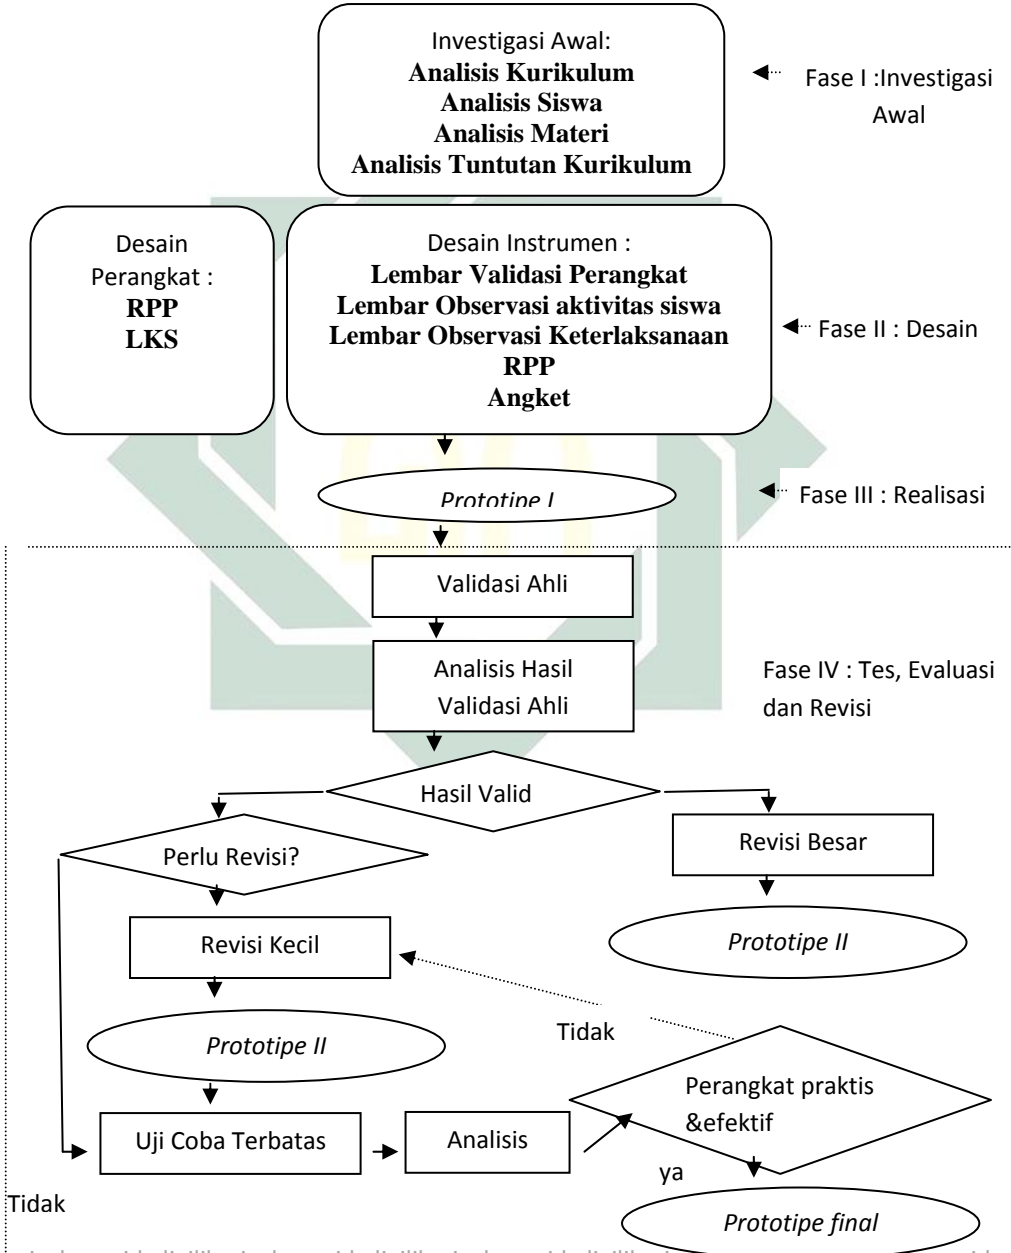 Investigasi Awal:
Analisis Kurikulum
Analisis Siswa
Analisis Materi
Analisis Tuntutan Kurikulum
Fase I :Investigasi
Awal
Desain
Perangkat :
RPP
LKS
Desain Instrumen :
Lembar Validasi Perangkat
Lembar Observasi aktivitas siswa
Lembar Observasi Keterlaksanaan
RPP
Angket
Fase II : Desain
Prototipe I
Fase III : Realisasi
Validasi Ahli
Analisis Hasil
Validasi Ahli
Fase IV : Tes, Evaluasi
dan Revisi
Hasil Valid
Perlu Revisi?
Revisi Besar
Revisi Kecil
Prototipe II
Prototipe II
Tidak
Perangkat praktis
&efektif
Uji Coba Terbatas
Analisis
ya
Tidak
Prototipe final